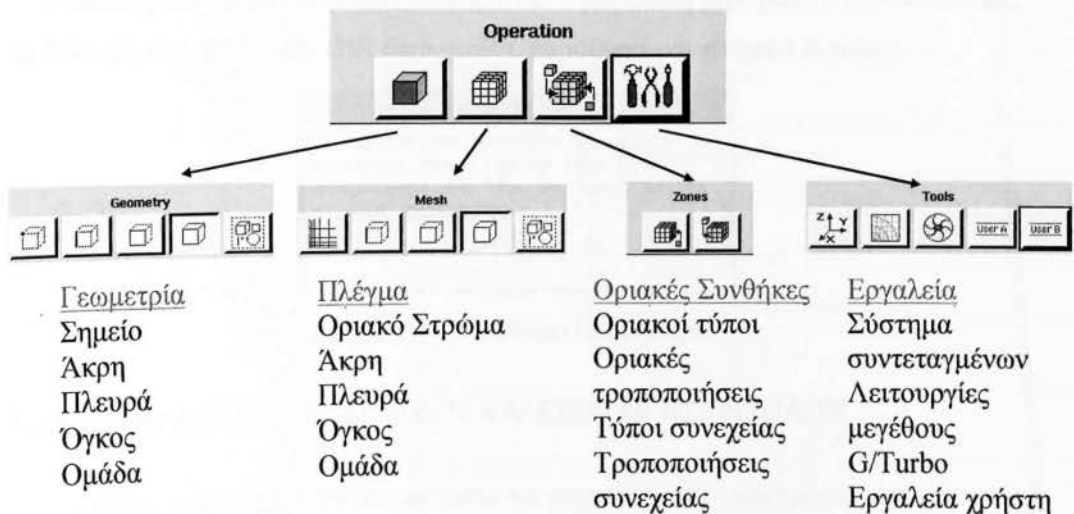 Operation
Geometry
Mesh
Zones
Tools
Z Y X
User A
User B
Γεωμετρία
Σημείο
Άκρη
Πλευρά
Όγκος
Ομάδα
Πλέγμα
Οριακό Στρώμα
Άκρη
Πλευρά
Όγκος
Ομάδα
Οριακές Συνθήκες
Οριακοί τύποι
Οριακές
τροποποιήσεις
Τύποι συνεχείας
Τροποποιήσεις
συνεχείας
Εργαλεία
Σύστημα
συντεταγμένων
Λειτουργίες
μεγέθους
G/Turbo
Εργαλεία χρήστη